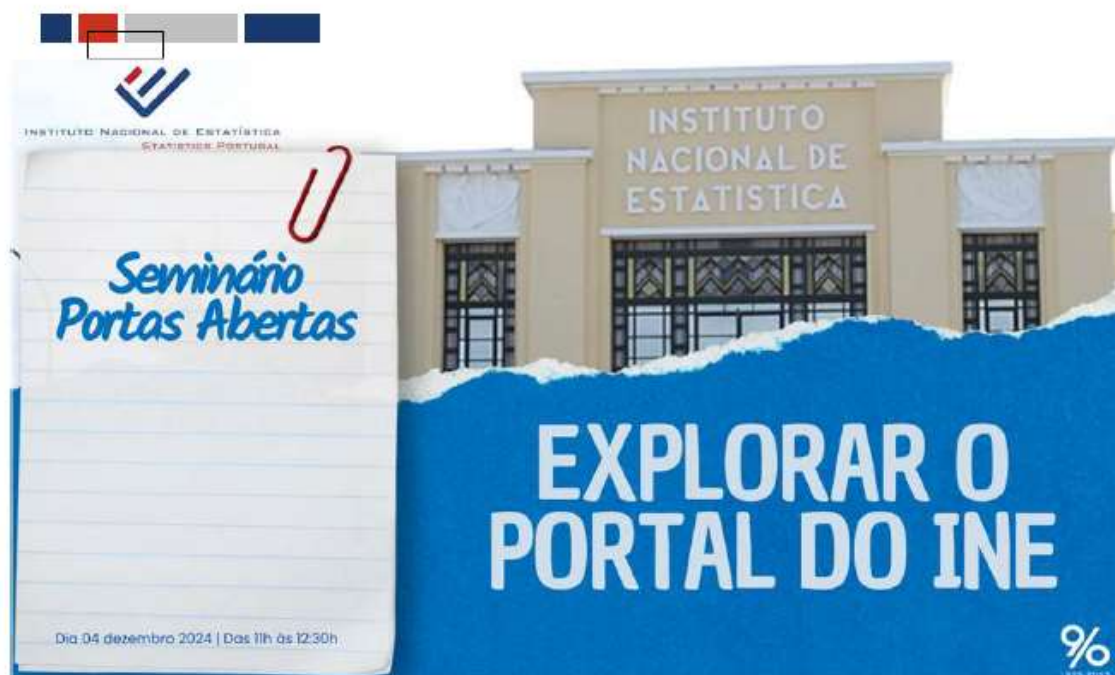 INSTITUTO NACIONAL DE ESTATÍSTICA
STATISTICS PORTUGAL
INSTITUTO
NACIONAL DE
ESTATISTICA
Seminário
Portas Abertas
EXPLORAR O
PORTAL DO INE
Dia 04 dezembro 2024 | Das 11h às 12:30h